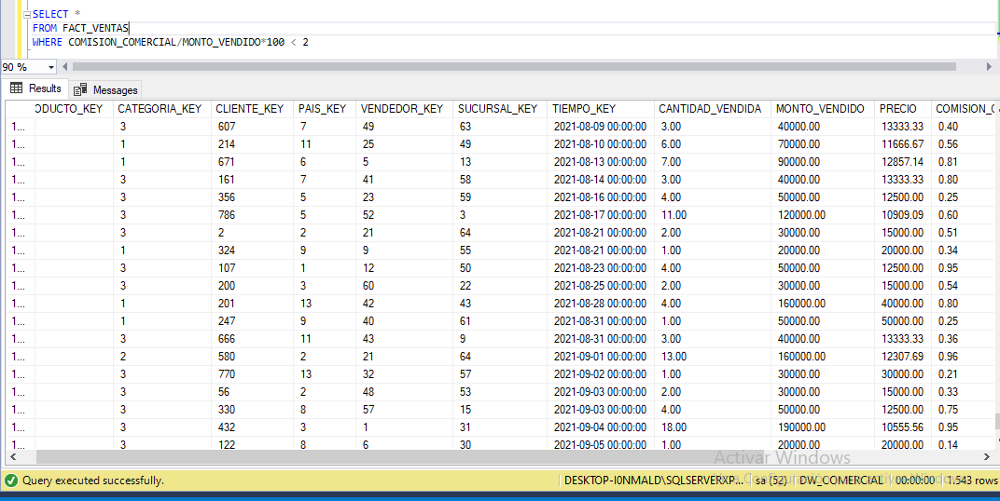 SELECT *
FROM FACT_VENTAS
WHERE COMISION_COMERCIAL/MONTO_VENDIDO*100 < 2
90 %
Results Messages
ODUCTO_KEY CATEGORIA_KEY CLIENTE_KEY PAIS_KEY VENDEDOR_KEY SUCURSAL_KEY TIEMPO_KEY CANTIDAD_VENDIDA MONTO_VENDIDO PRECIO COMISION_C
1... 3 607 7 49 63 2021-08-09 00:00:00 3.00 40000.00 13333.33 0.40
1... 1 214 11 25 49 2021-08-10 00:00:00 6.00 70000.00 11666.67 0.56
1... 1 671 6 5 13 2021-08-13 00:00:00 7.00 90000.00 12857.14 0.81
1... 3 161 7 41 58 2021-08-14 00:00:00 3.00 40000.00 13333.33 0.80
1... 3 356 5 23 59 2021-08-16 00:00:00 4.00 50000.00 12500.00 0.25
1... 3 786 5 52 3 2021-08-17 00:00:00 11.00 120000.00 10909.09 0.60
1... 3 2 2 21 64 2021-08-21 00:00:00 2.00 30000.00 15000.00 0.51
1... 1 324 9 9 55 2021-08-21 00:00:00 1.00 20000.00 20000.00 0.34
1... 3 107 1 12 50 2021-08-23 00:00:00 4.00 50000.00 12500.00 0.95
1... 3 200 3 60 22 2021-08-25 00:00:00 2.00 30000.00 15000.00 0.54
1... 1 201 13 42 43 2021-08-28 00:00:00 4.00 160000.00 40000.00 0.80
1... 1 247 9 40 61 2021-08-31 00:00:00 1.00 50000.00 50000.00 0.25
1... 3 666 11 43 9 2021-08-31 00:00:00 3.00 40000.00 13333.33 0.36
1... 2 580 2 21 64 2021-09-01 00:00:00 13.00 160000.00 12307.69 0.96
1... 3 770 13 32 57 2021-09-02 00:00:00 1.00 30000.00 30000.00 0.21
1... 3 56 2 48 53 2021-09-03 00:00:00 2.00 30000.00 15000.00 0.33
1... 3 330 8 57 15 2021-09-03 00:00:00 4.00 50000.00 12500.00 0.75
1... 3 432 3 1 31 2021-09-04 00:00:00 18.00 190000.00 10555.56 0.95
1... 3 122 8 6 30 2021-09-05 00:00:00 1.00 20000.00 20000.00 0.14
Activar Windows
Query executed successfully. DESKTOP-I0NMALD\SQLSERVERXP... sa (52) DW_COMERCIAL 00:00:00 1.543 rows